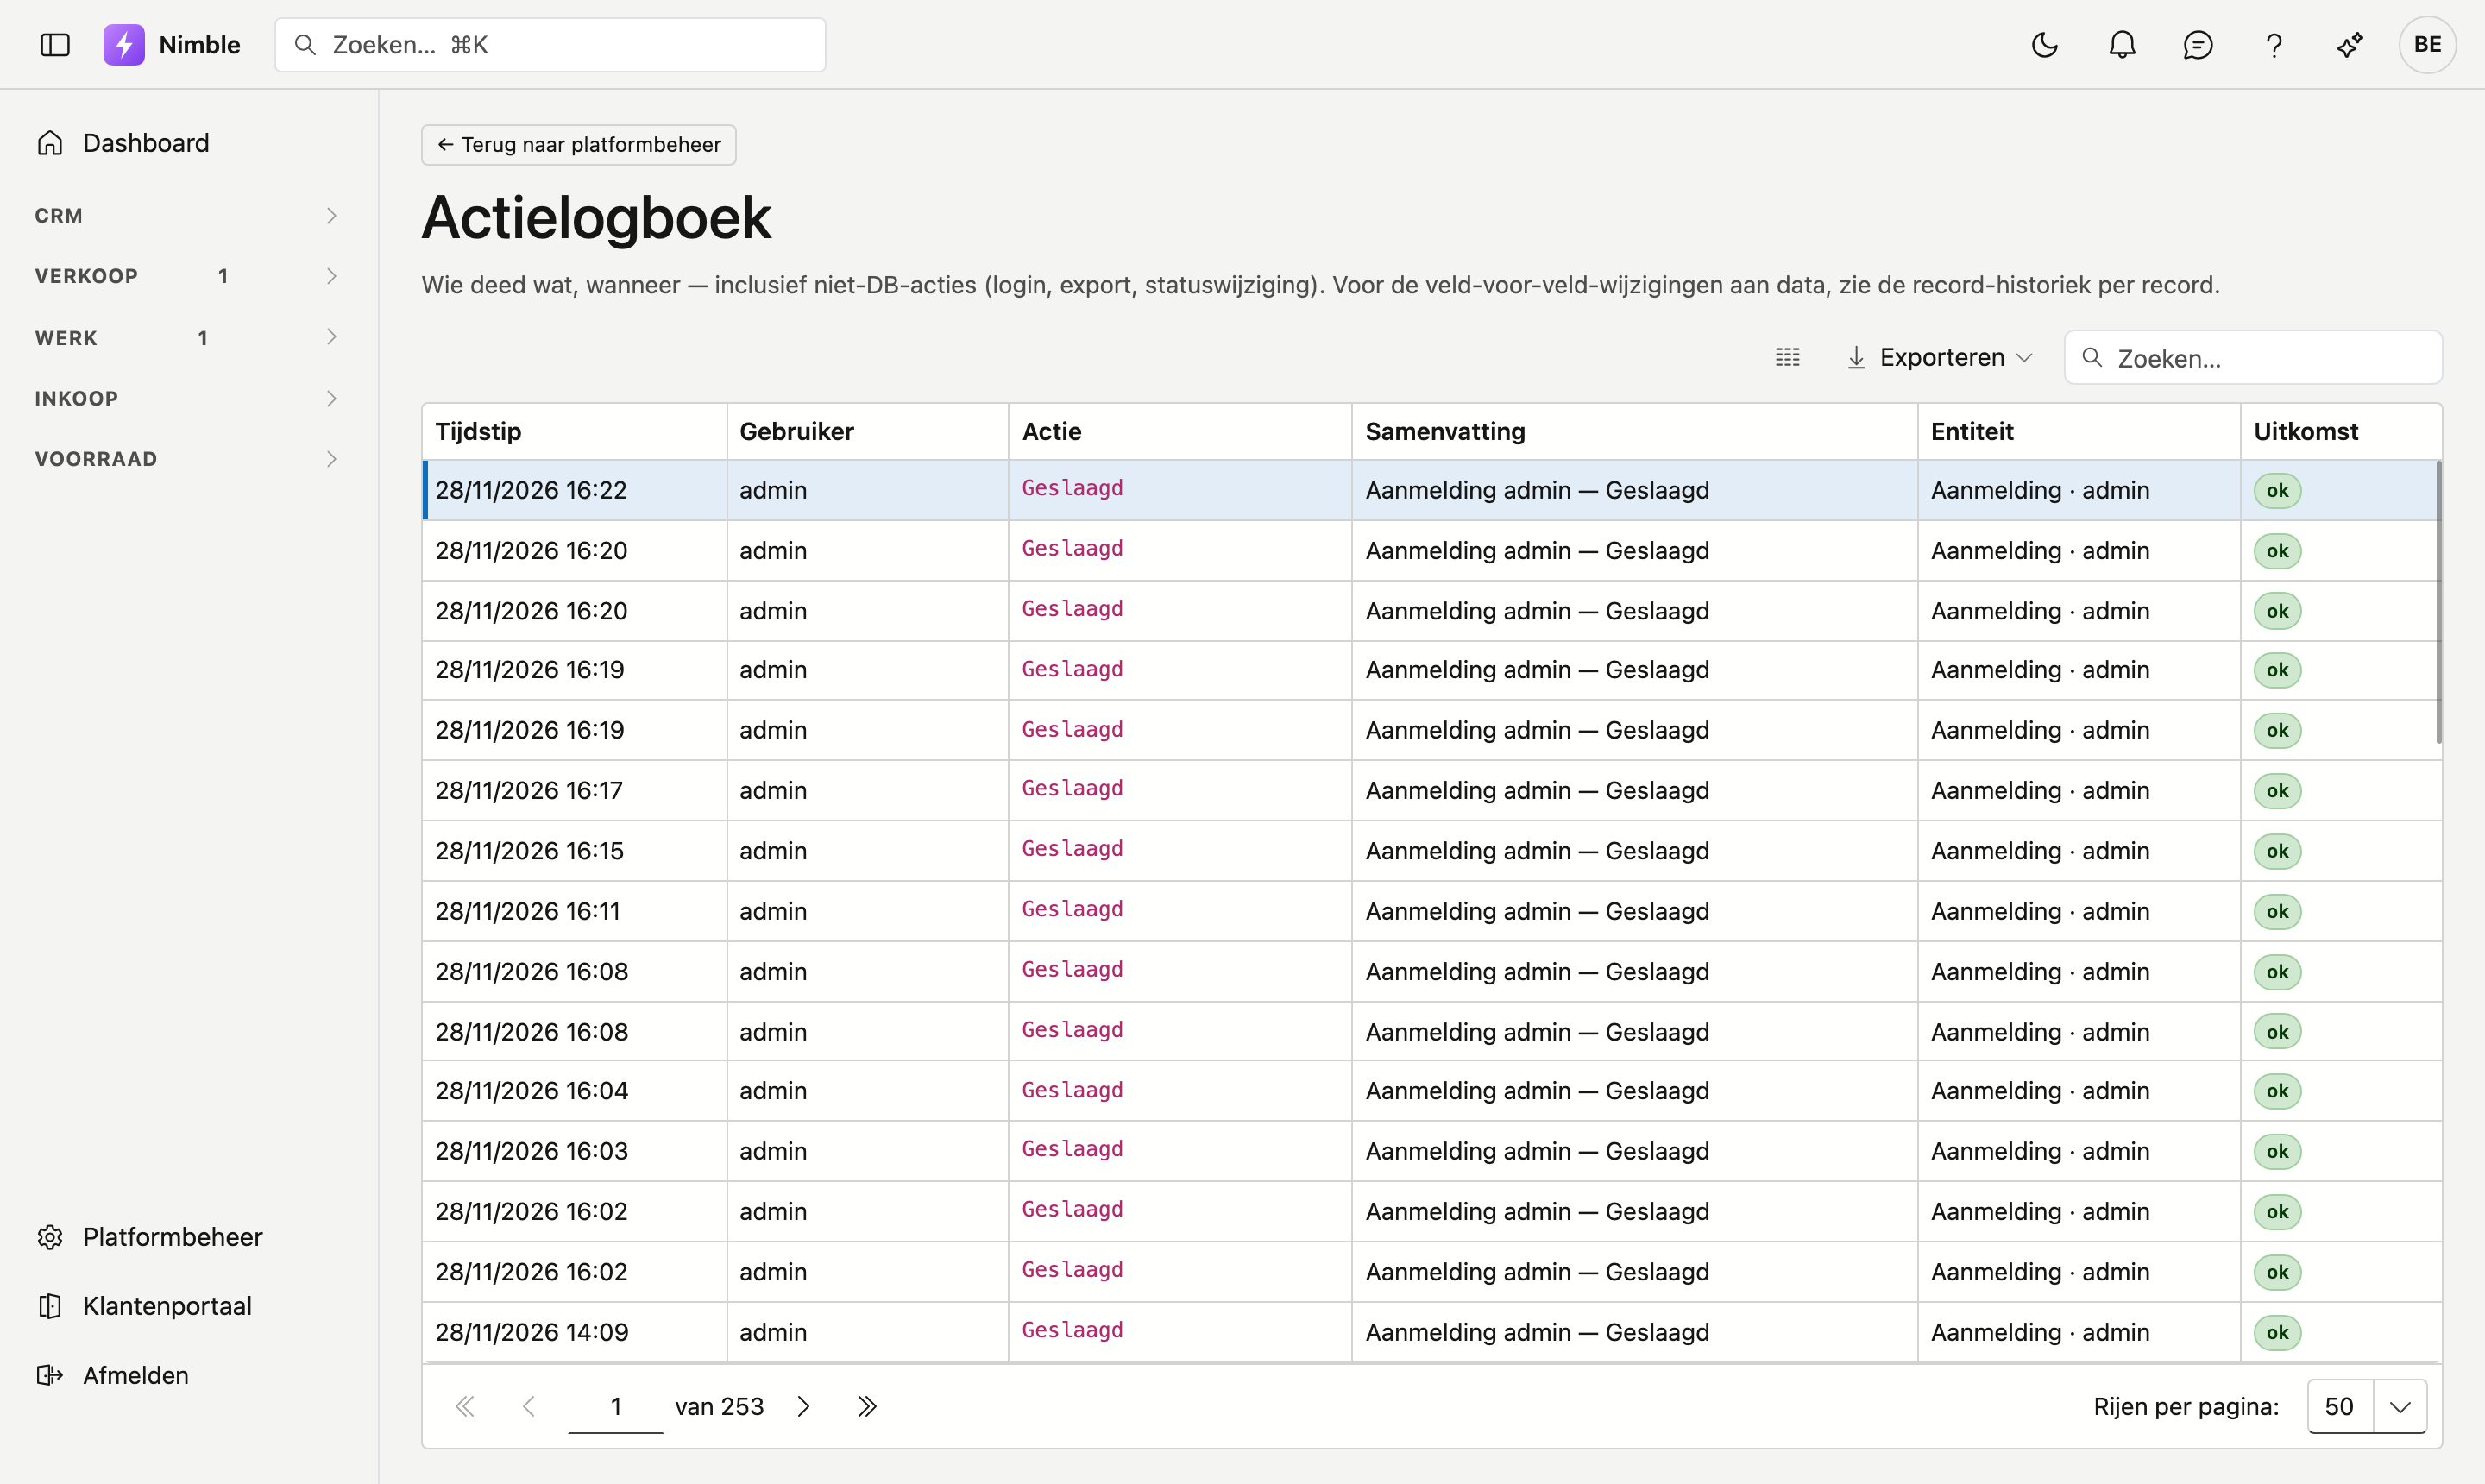 Nimble
Zoeken... ⌘K
BE
Dashboard
CRM
VERKOOP 1
WERK 1
INKOOP
VOORRAAD
Platformbeheer
Klantenportaal
Afmelden
← Terug naar platformbeheer
Actielogboek
Wie deed wat, wanneer — inclusief niet-DB-acties (login, export, statuswijziging). Voor de veld-voor-veld-wijzigingen aan data, zie de record-historiek per record.
Exporteren
Zoeken...
Tijdstip Gebruiker Actie Samenvatting Entiteit Uitkomst
28/11/2026 16:22 admin Geslaagd Aanmelding admin — Geslaagd Aanmelding · admin ok
28/11/2026 16:20 admin Geslaagd Aanmelding admin — Geslaagd Aanmelding · admin ok
28/11/2026 16:20 admin Geslaagd Aanmelding admin — Geslaagd Aanmelding · admin ok
28/11/2026 16:19 admin Geslaagd Aanmelding admin — Geslaagd Aanmelding · admin ok
28/11/2026 16:19 admin Geslaagd Aanmelding admin — Geslaagd Aanmelding · admin ok
28/11/2026 16:17 admin Geslaagd Aanmelding admin — Geslaagd Aanmelding · admin ok
28/11/2026 16:15 admin Geslaagd Aanmelding admin — Geslaagd Aanmelding · admin ok
28/11/2026 16:11 admin Geslaagd Aanmelding admin — Geslaagd Aanmelding · admin ok
28/11/2026 16:08 admin Geslaagd Aanmelding admin — Geslaagd Aanmelding · admin ok
28/11/2026 16:08 admin Geslaagd Aanmelding admin — Geslaagd Aanmelding · admin ok
28/11/2026 16:04 admin Geslaagd Aanmelding admin — Geslaagd Aanmelding · admin ok
28/11/2026 16:03 admin Geslaagd Aanmelding admin — Geslaagd Aanmelding · admin ok
28/11/2026 16:02 admin Geslaagd Aanmelding admin — Geslaagd Aanmelding · admin ok
28/11/2026 16:02 admin Geslaagd Aanmelding admin — Geslaagd Aanmelding · admin ok
28/11/2026 14:09 admin Geslaagd Aanmelding admin — Geslaagd Aanmelding · admin ok
1 van 253
Rijen per pagina: 50